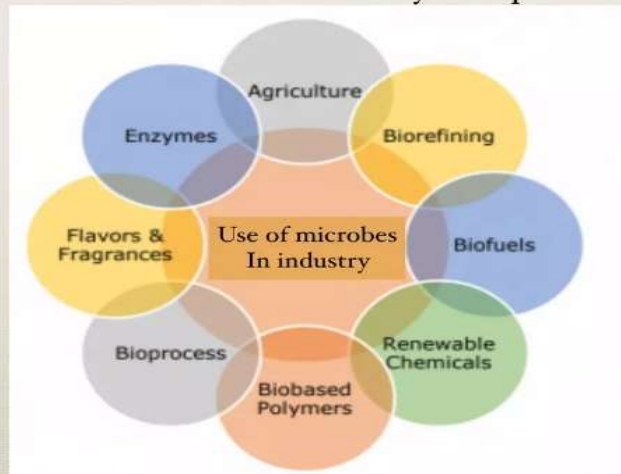 Agriculture
Enzymes
Biorefining
Flavors &
Fragrances
Use of microbes
In industry
Biofuels
Bioprocess
Renewable
Chemicals
Biobased
Polymers